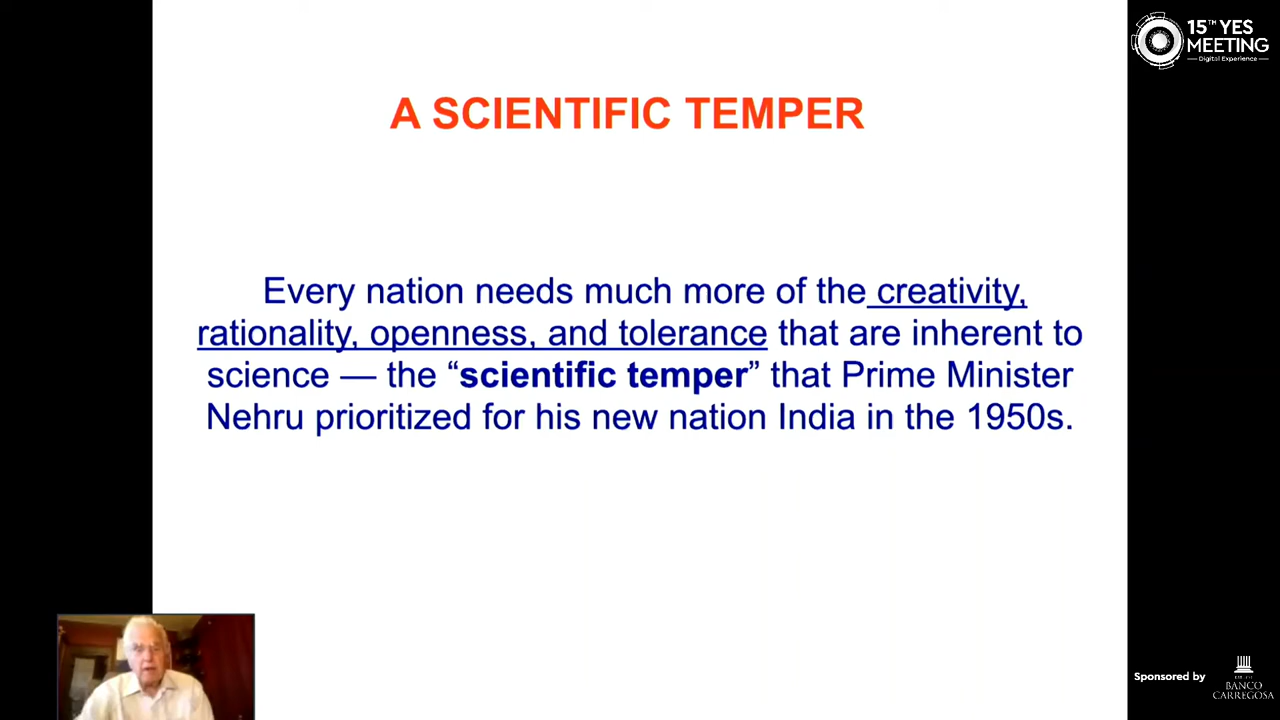 15TH YES
MEETING
Digital Experience
A SCIENTIFIC TEMPER
Every nation needs much more of the creativity,
rationality, openness, and tolerance that are inherent to
science — the “scientific temper” that Prime Minister
Nehru prioritized for his new nation India in the 1950s.
Sponsored by
BANCO
CARREGOSA